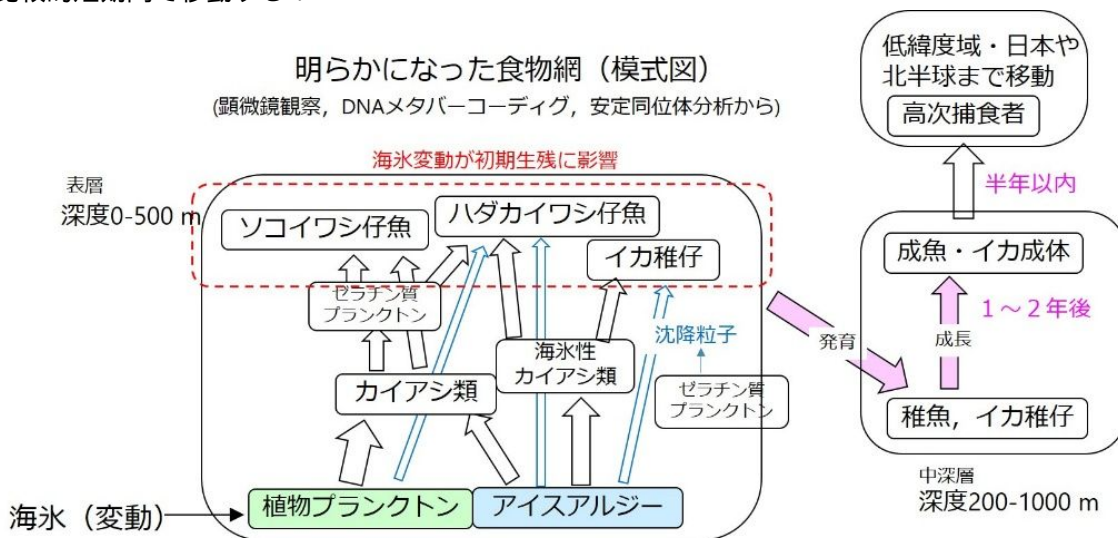 明らかになった食物網（模式図）
(顕微鏡観察，DNAメタバーコーディグ，安定同位体分析から)
海氷変動が初期生残に影響
表層
深度0-500 m
ソコイワシ仔魚
ハダカイワシ仔魚
イカ稚仔
ゼラチン質
プランクトン
カイアシ類
海氷性
カイアシ類
沈降粒子
ゼラチン質
プランクトン
植物プランクトン
アイスアルジー
海氷（変動）
低緯度域・日本や
北半球まで移動
高次捕食者
半年以内
成魚・イカ成体
１～２年後
発育
成長
稚魚，イカ稚仔
中深層
深度200-1000 m